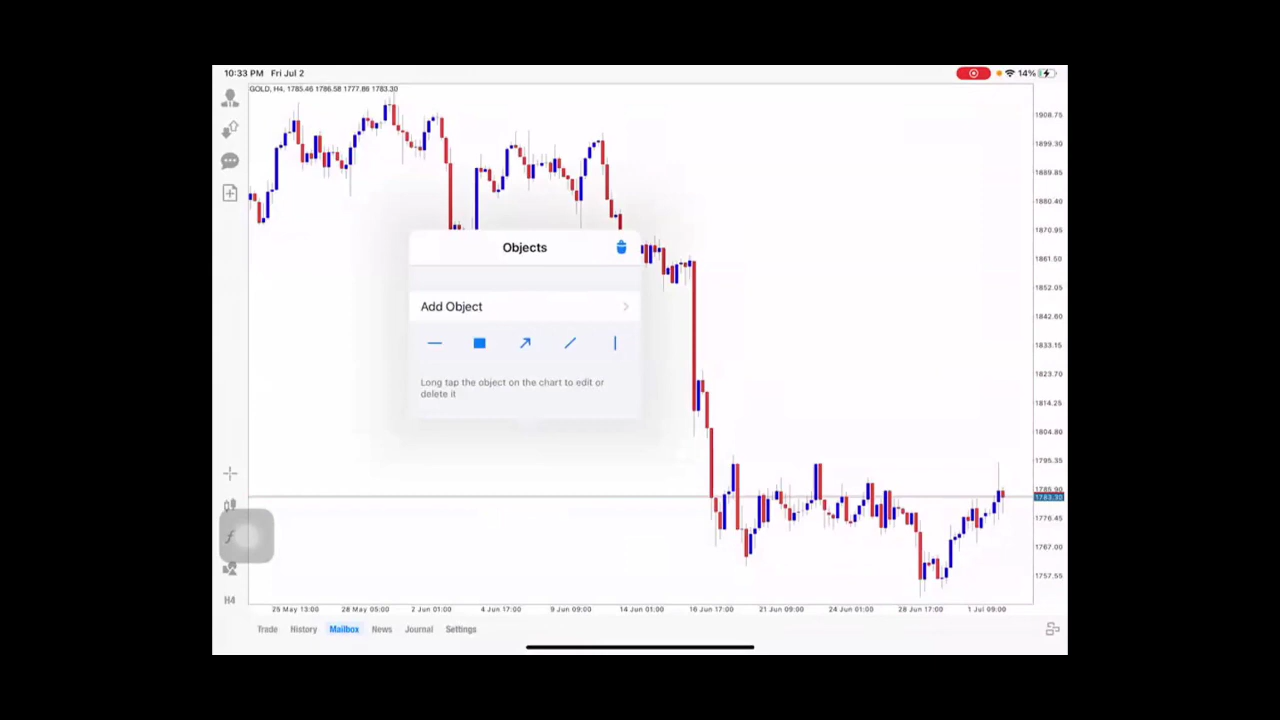 10:33 PM Fri Jul 2
14%
GOLD, H4, 1785.46 1786.58 1777.86 1783.30
1908.75
1899.30
1889.85
1880.40
1870.95
1861.50
1852.05
1842.60
1833.15
1823.70
1814.25
1804.80
1795.35
1785.90
1783.30
1776.45
1767.00
1757.55
Objects
Add Object
Long tap the object on the chart to edit or
delete it
f
H4
25 May 13:00 28 May 05:00 2 Jun 01:00 4 Jun 17:00 9 Jun 09:00 14 Jun 01:00 16 Jun 17:00 21 Jun 09:00 24 Jun 01:00 28 Jun 17:00 1 Jul 09:00
Trade History Mailbox News Journal Settings